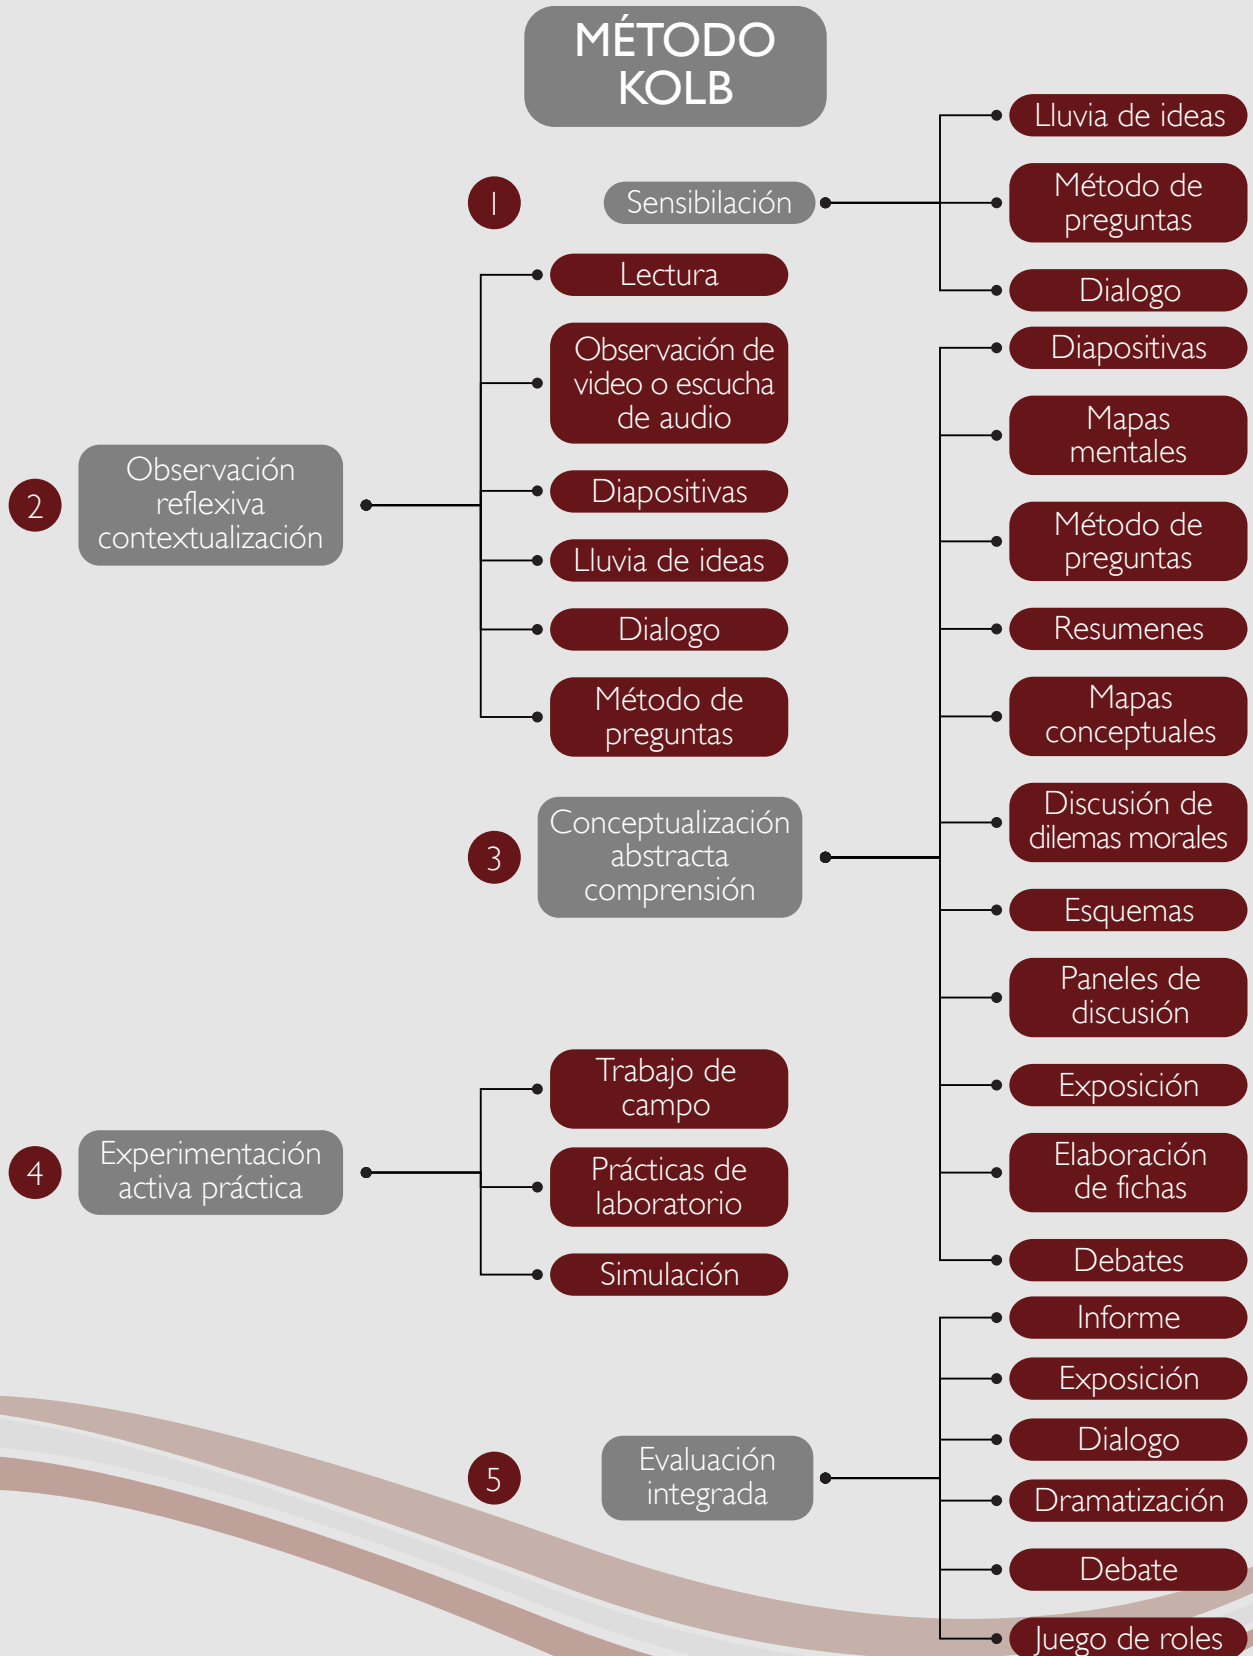 MÉTODO
KOLB
1
Sensibilación
Lluvia de ideas
Método de
preguntas
Dialogo
2
Observación
reflexiva
contextualización
Lectura
Observación de
video o escucha
de audio
Diapositivas
Lluvia de ideas
Dialogo
Método de
preguntas
3
Conceptualización
abstracta
comprensión
Diapositivas
Mapas
mentales
Método de
preguntas
Resumenes
Mapas
conceptuales
Discusión de
dilemas morales
Esquemas
Paneles de
discusión
Exposición
Elaboración
de fichas
Debates
4
Experimentación
activa práctica
Trabajo de
campo
Prácticas de
laboratorio
Simulación
5
Evaluación
integrada
Informe
Exposición
Dialogo
Dramatización
Debate
Juego de roles